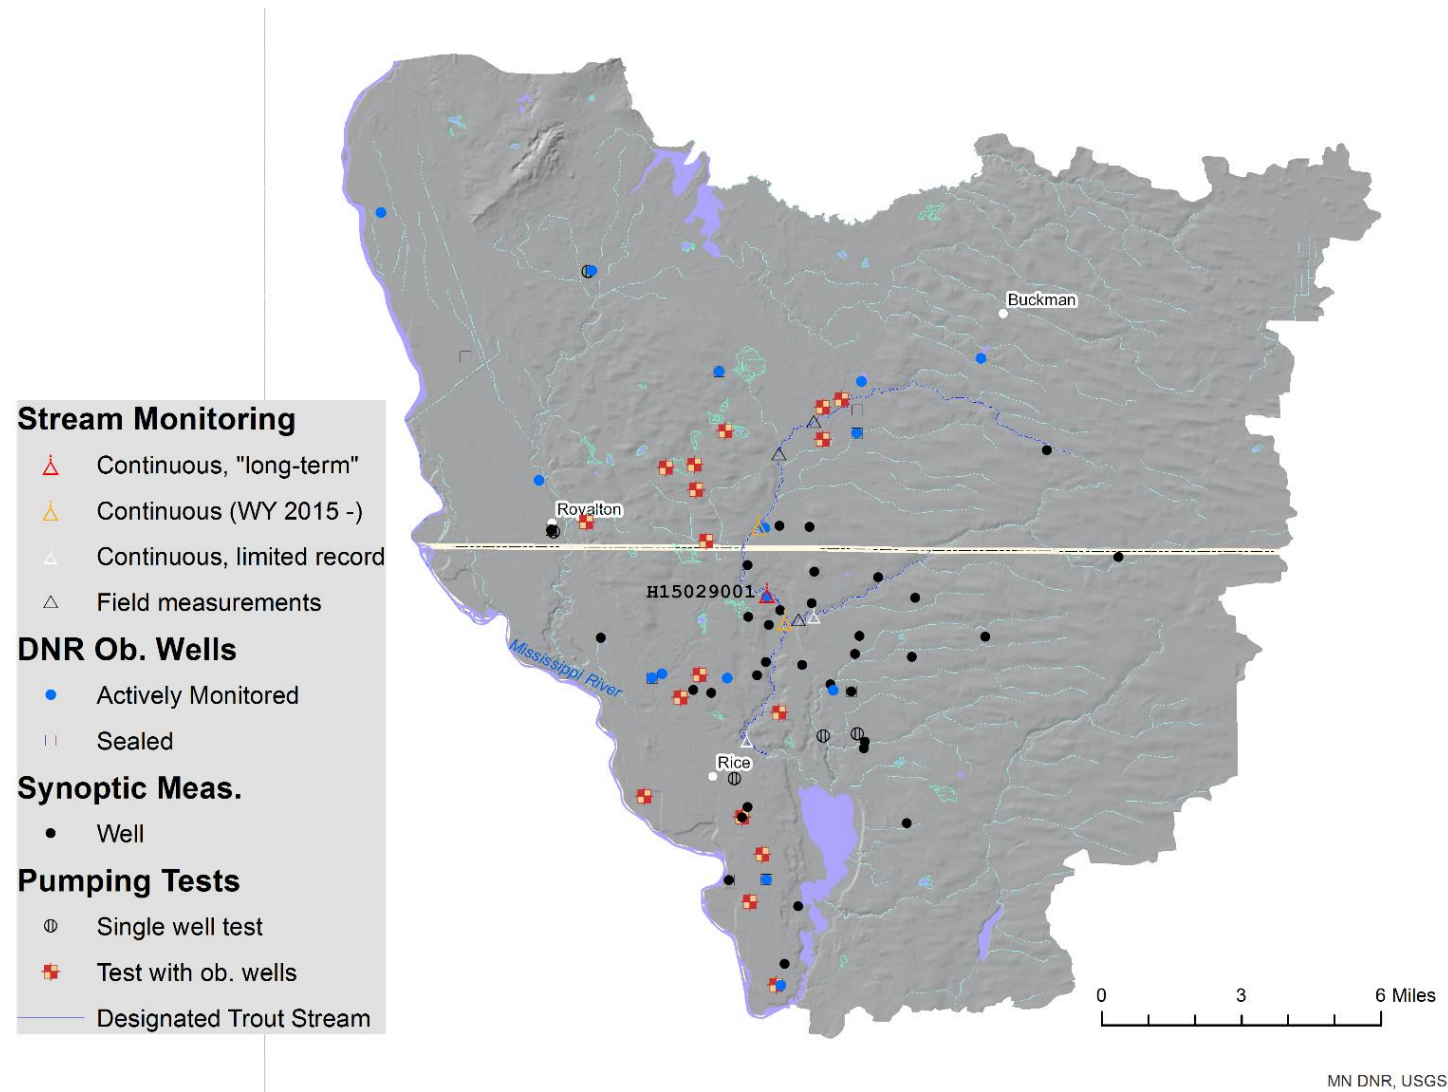 Buckman
Stream Monitoring
Continuous, "long-term"
Continuous (WY 2015 -)
Continuous, limited record
Field measurements
DNR Ob. Wells
Actively Monitored
Sealed
Synoptic Meas.
Well
Pumping Tests
Single well test
Test with ob. wells
Designated Trout Stream
Royalton
H15029001
Mississippi River
Rice
0 3 6 Miles
MN DNR, USGS